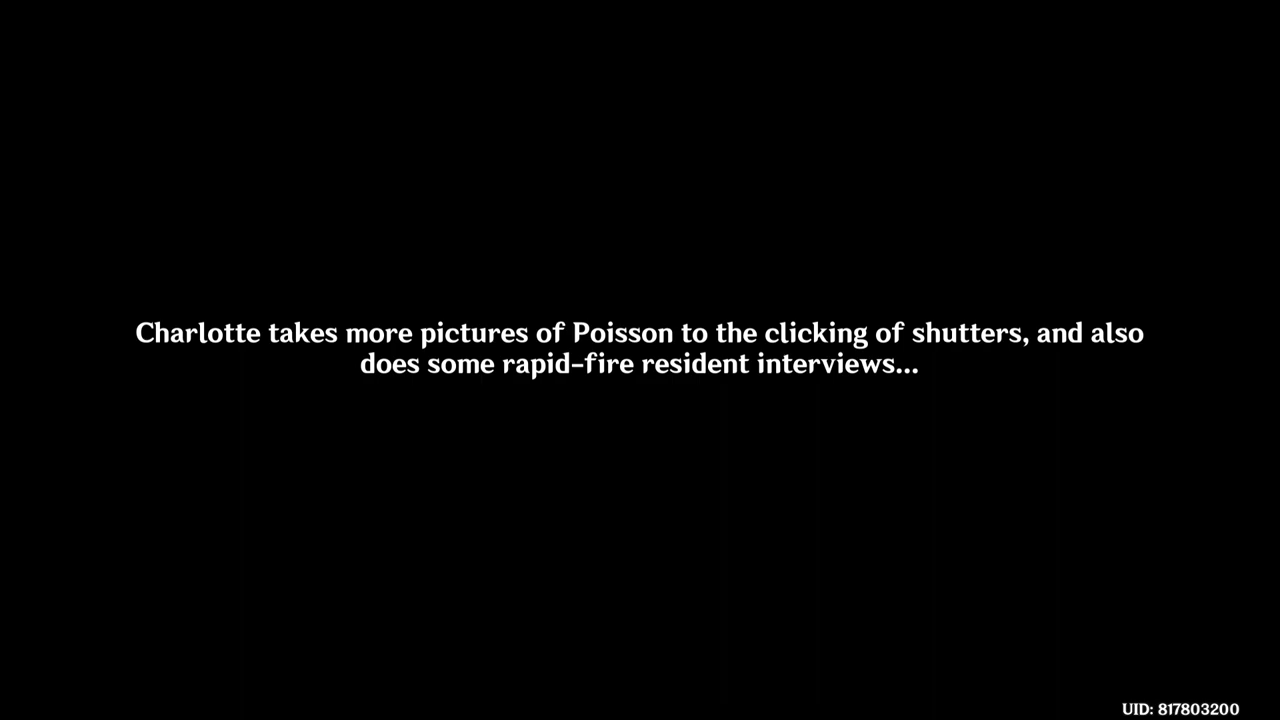 Charlotte takes more pictures of Poisson to the clicking of shutters, and also
does some rapid-fire resident interviews...
UID: 817803200